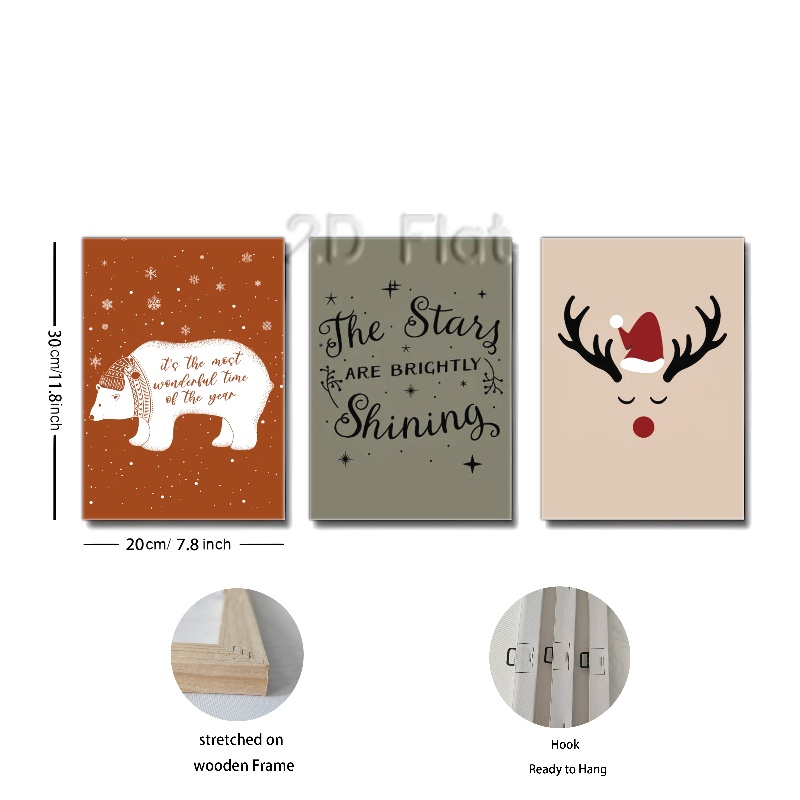 2D Flat
30cm/11.8inch
it's the most
wonderful time
of the year
The Stars
ARE BRIGHTLY
Shining
20cm/ 7.8 inch
stretched on
wooden Frame
Hook
Ready to Hang